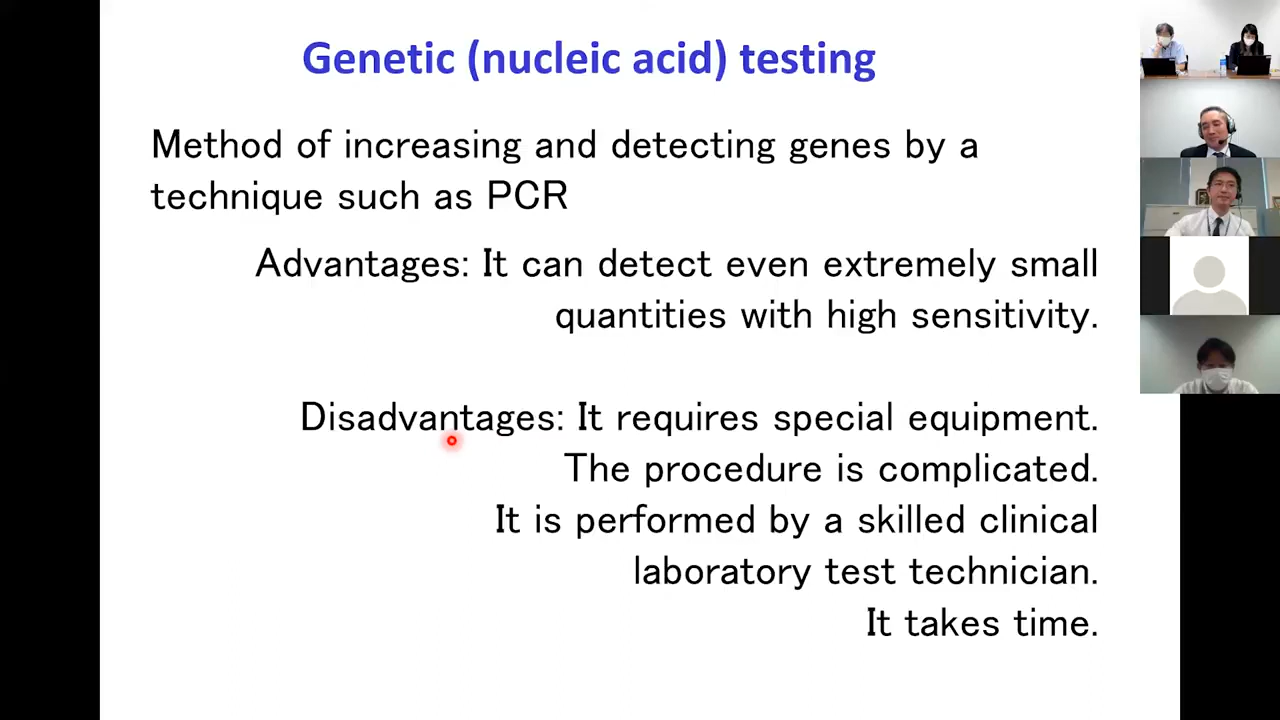 Genetic (nucleic acid) testing
Method of increasing and detecting genes by a
technique such as PCR
Advantages: It can detect even extremely small
quantities with high sensitivity.
Disadvantages: It requires special equipment.
The procedure is complicated.
It is performed by a skilled clinical
laboratory test technician.
It takes time.